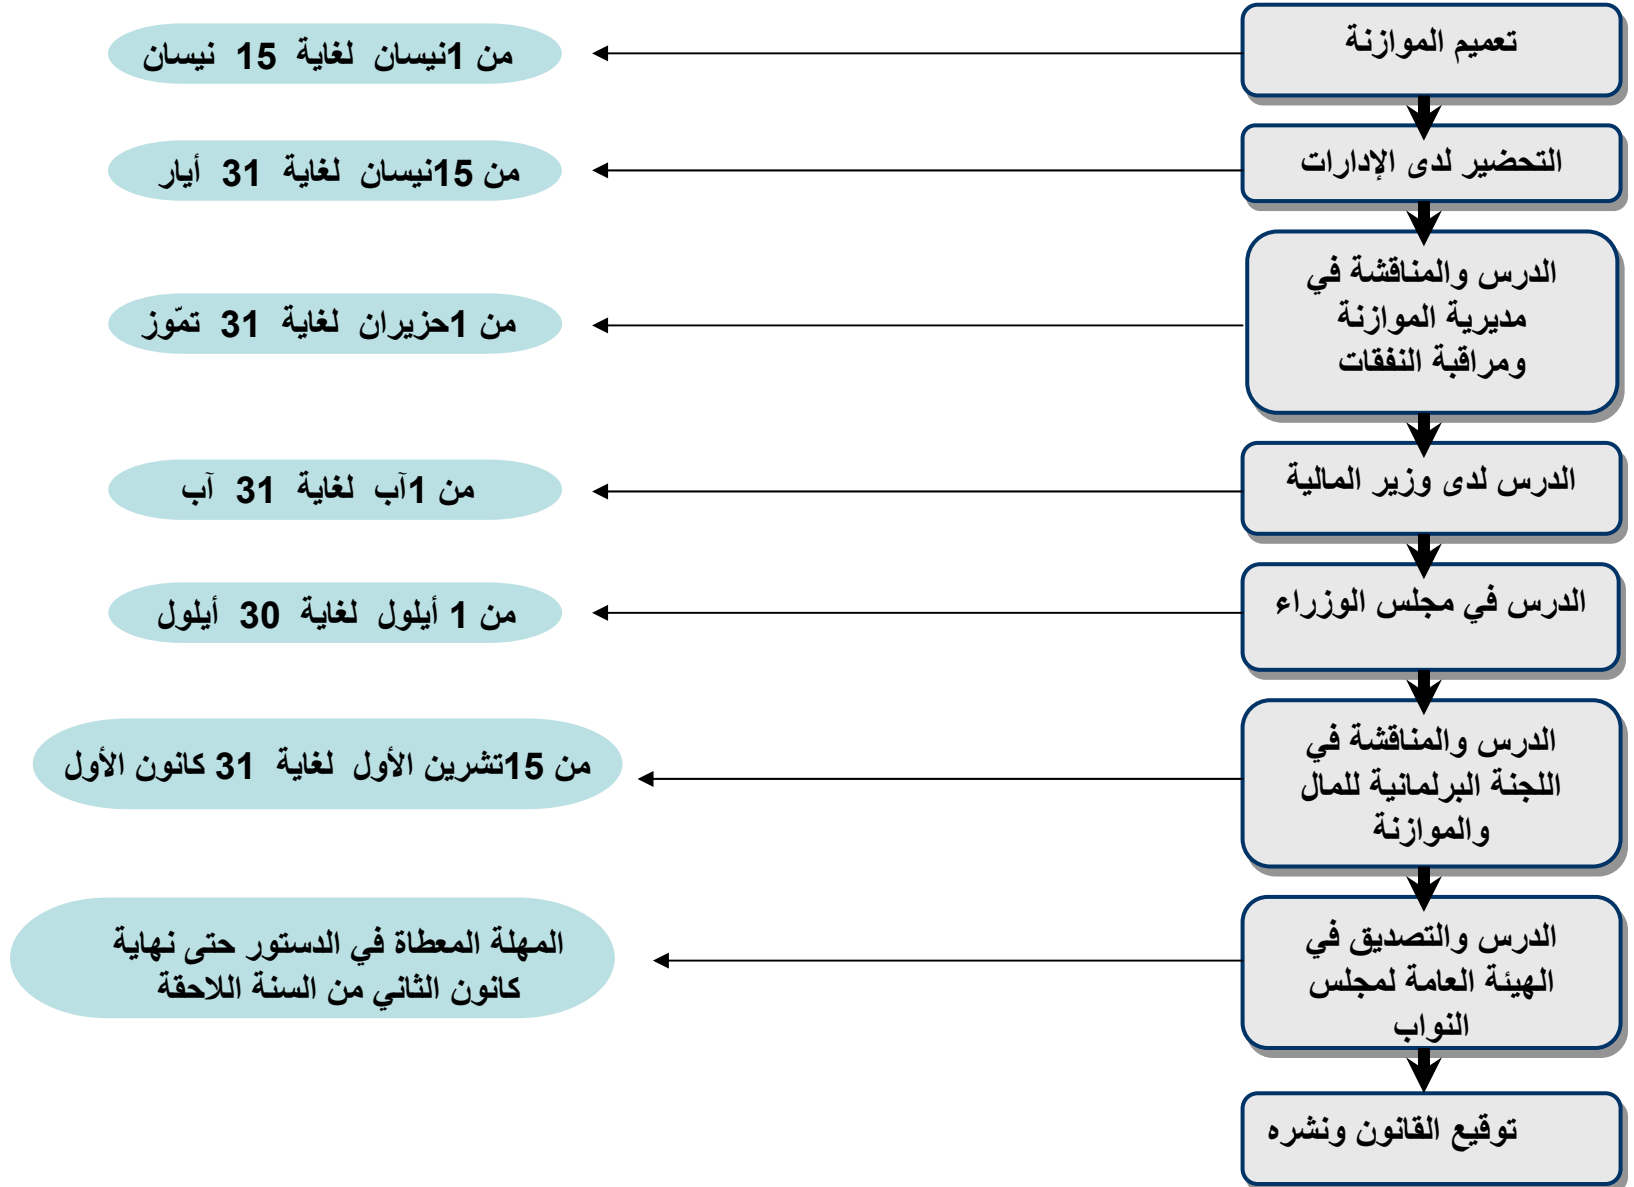 تعميم الموازنة
من 1نيسان لغاية 15 نيسان
التحضير لدى الإدارات
من 15نيسان لغاية 31 أيار
الدرس والمناقشة في
مديرية الموازنة
ومراقبة النفقات
من 1حزيران لغاية 31 تمّوز
الدرس لدى وزير المالية
من 1آب لغاية 31 آب
الدرس في مجلس الوزراء
من 1 أيلول لغاية 30 أيلول
الدرس والمناقشة في
اللجنة البرلمانية للمال
والموازنة
من 15تشرين الأول لغاية 31 كانون الأول
الدرس والتصديق في
الهيئة العامة لمجلس
النواب
المهلة المعطاة في الدستور حتى نهاية
كانون الثاني من السنة اللاحقة
توقيع القانون ونشره